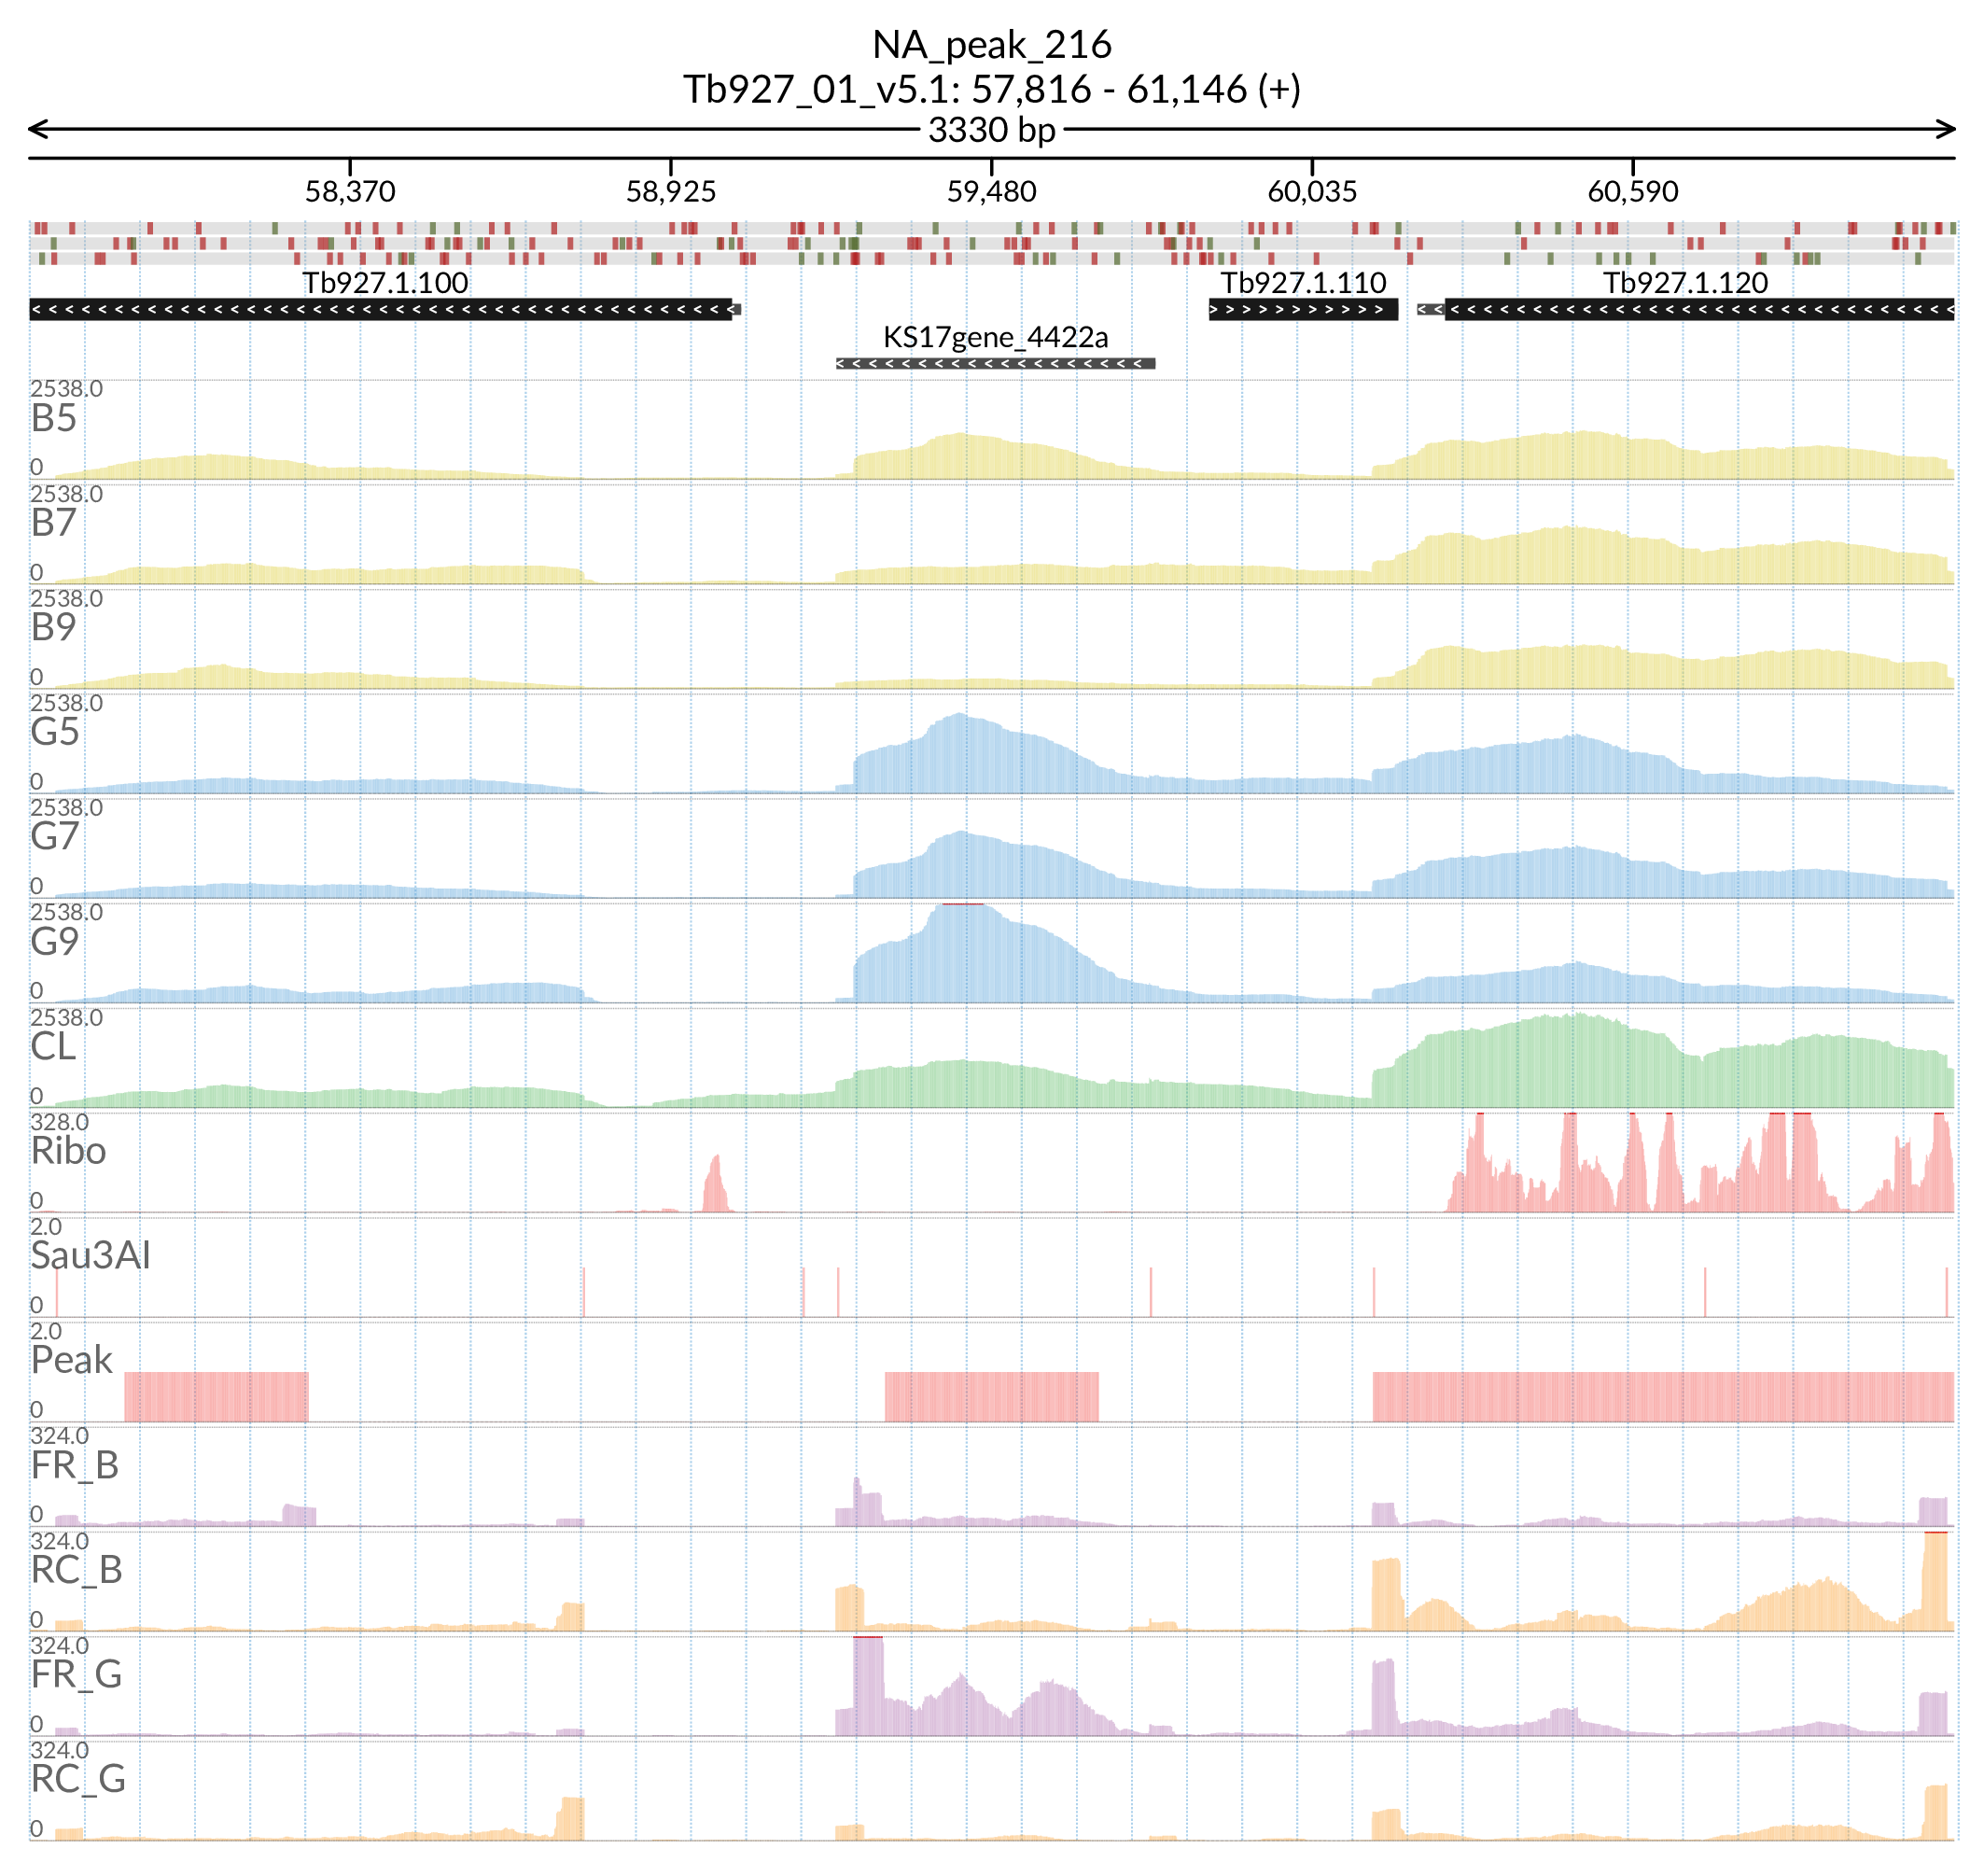 NA_peak_216
Tb927_01_v5.1: 57,816 - 61,146 (+)
3330 bp
58,370 58,925 59,480 60,035 60,590
Tb927.1.100 Tb927.1.110 Tb927.1.120
KS17gene_4422a
2538.0
B5
0
2538.0
B7
0
2538.0
B9
0
2538.0
G5
0
2538.0
G7
0
2538.0
G9
0
2538.0
CL
0
328.0
Ribo
0
2.0
Sau3AI
0
2.0
Peak
0
324.0
FR_B
0
324.0
RC_B
0
324.0
FR_G
0
324.0
RC_G
0